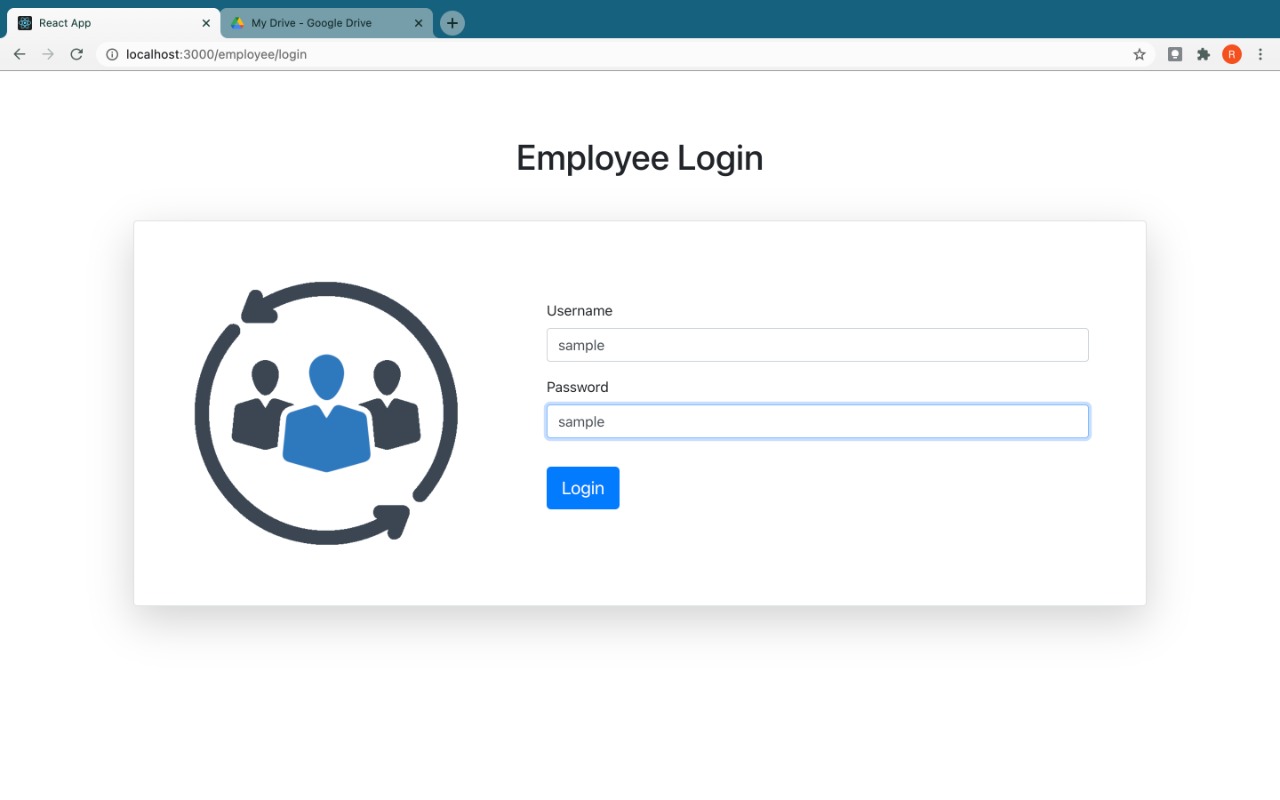 React App
My Drive - Google Drive
localhost:3000/employee/login
R
Employee Login
Username
sample
Password
sample
Login